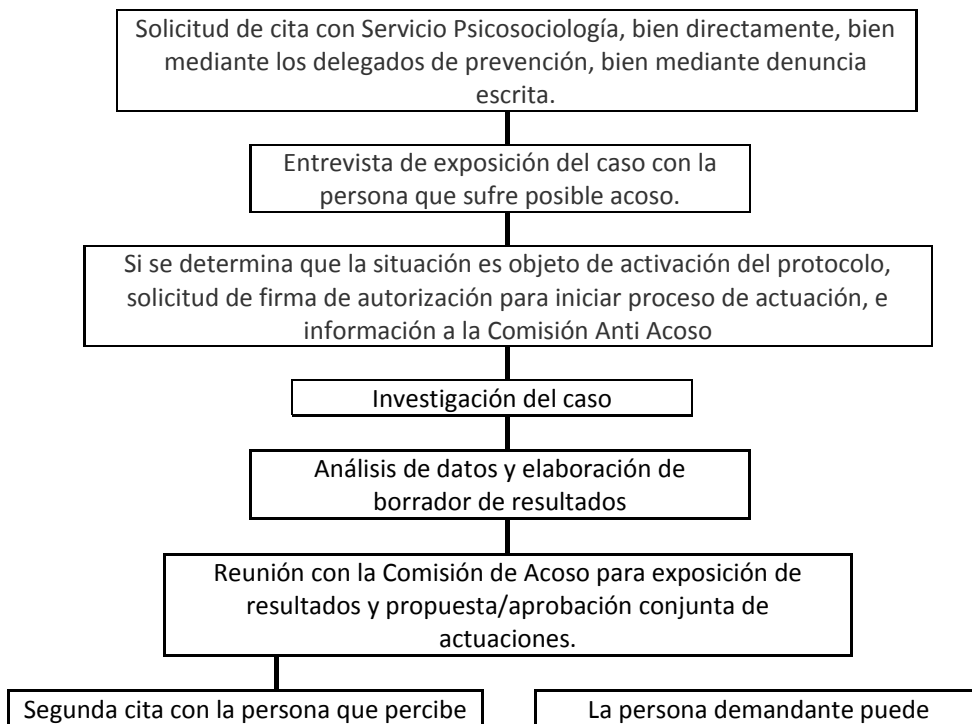 Solicitud de cita con Servicio Psicosociología, bien directamente, bien
mediante los delegados de prevención, bien mediante denuncia
escrita.
Entrevista de exposición del caso con la
persona que sufre posible acoso.
Si se determina que la situación es objeto de activación del protocolo,
solicitud de firma de autorización para iniciar proceso de actuación, e
información a la Comisión Anti Acoso
Investigación del caso
Análisis de datos y elaboración de
borrador de resultados
Reunión con la Comisión de Acoso para exposición de
resultados y propuesta/aprobación conjunta de
actuaciones.
Segunda cita con la persona que percibe
La persona demandante puede